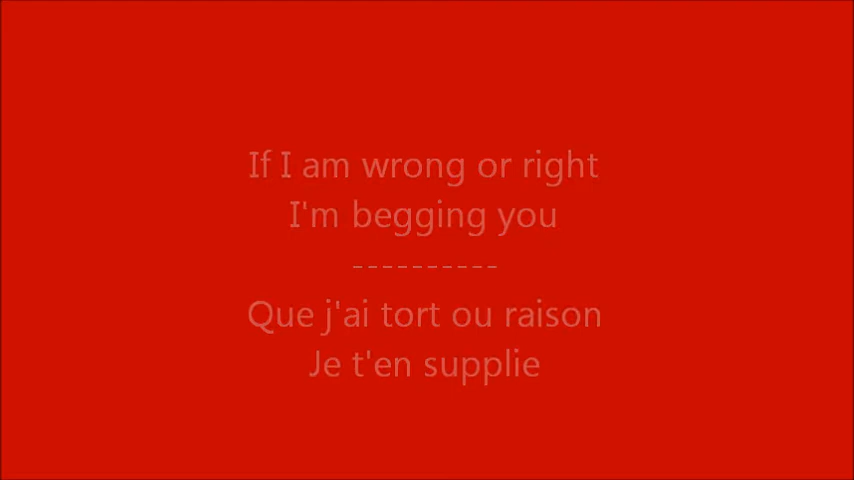 If I am wrong or right
I'm begging you
----------
Que j'ai tort ou raison
Je t'en supplie